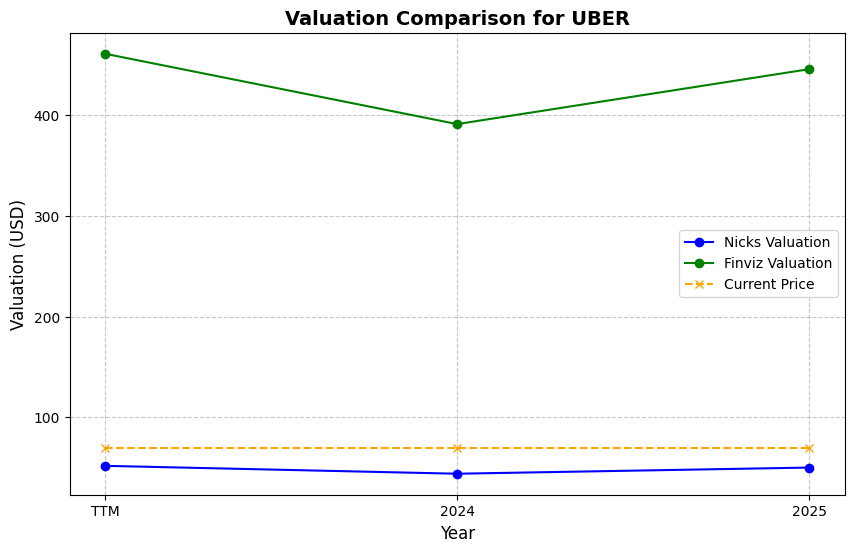 Valuation Comparison for UBER
Valuation (USD)
400
300
200
100
Nicks Valuation
Finviz Valuation
Current Price
TTM
2024
2025
Year